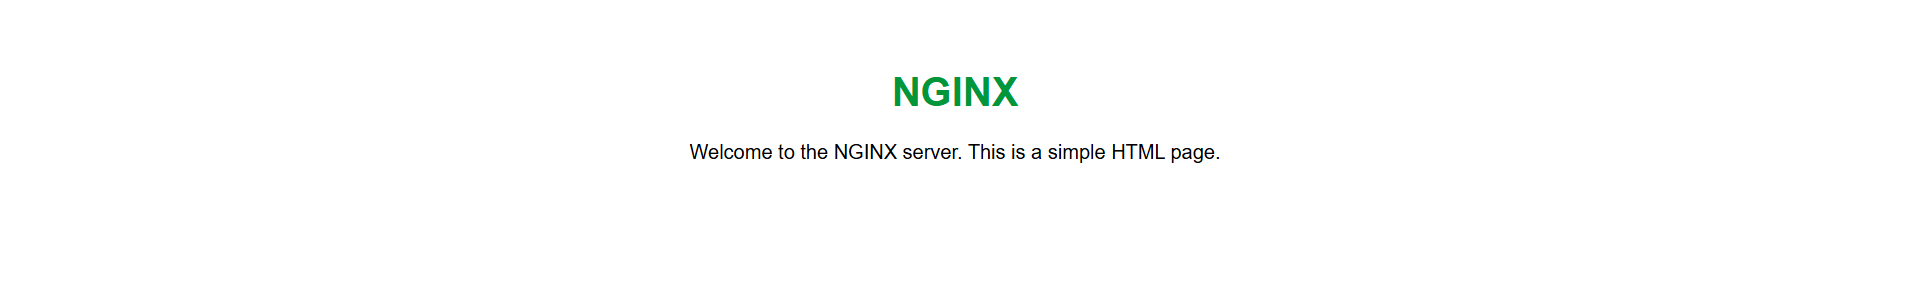 NGINX
Welcome to the NGINX server. This is a simple HTML page.